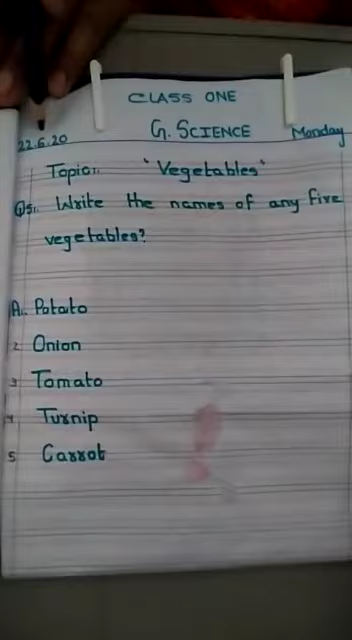 CLASS ONE
22.6.20 G. SCIENCE Monday
Topic:. 'Vegetables'
Q5:. Write the names of any five
vegetables?
A:. Potato
2 Onion
3 Tomato
4 Turnip
5 Carrot